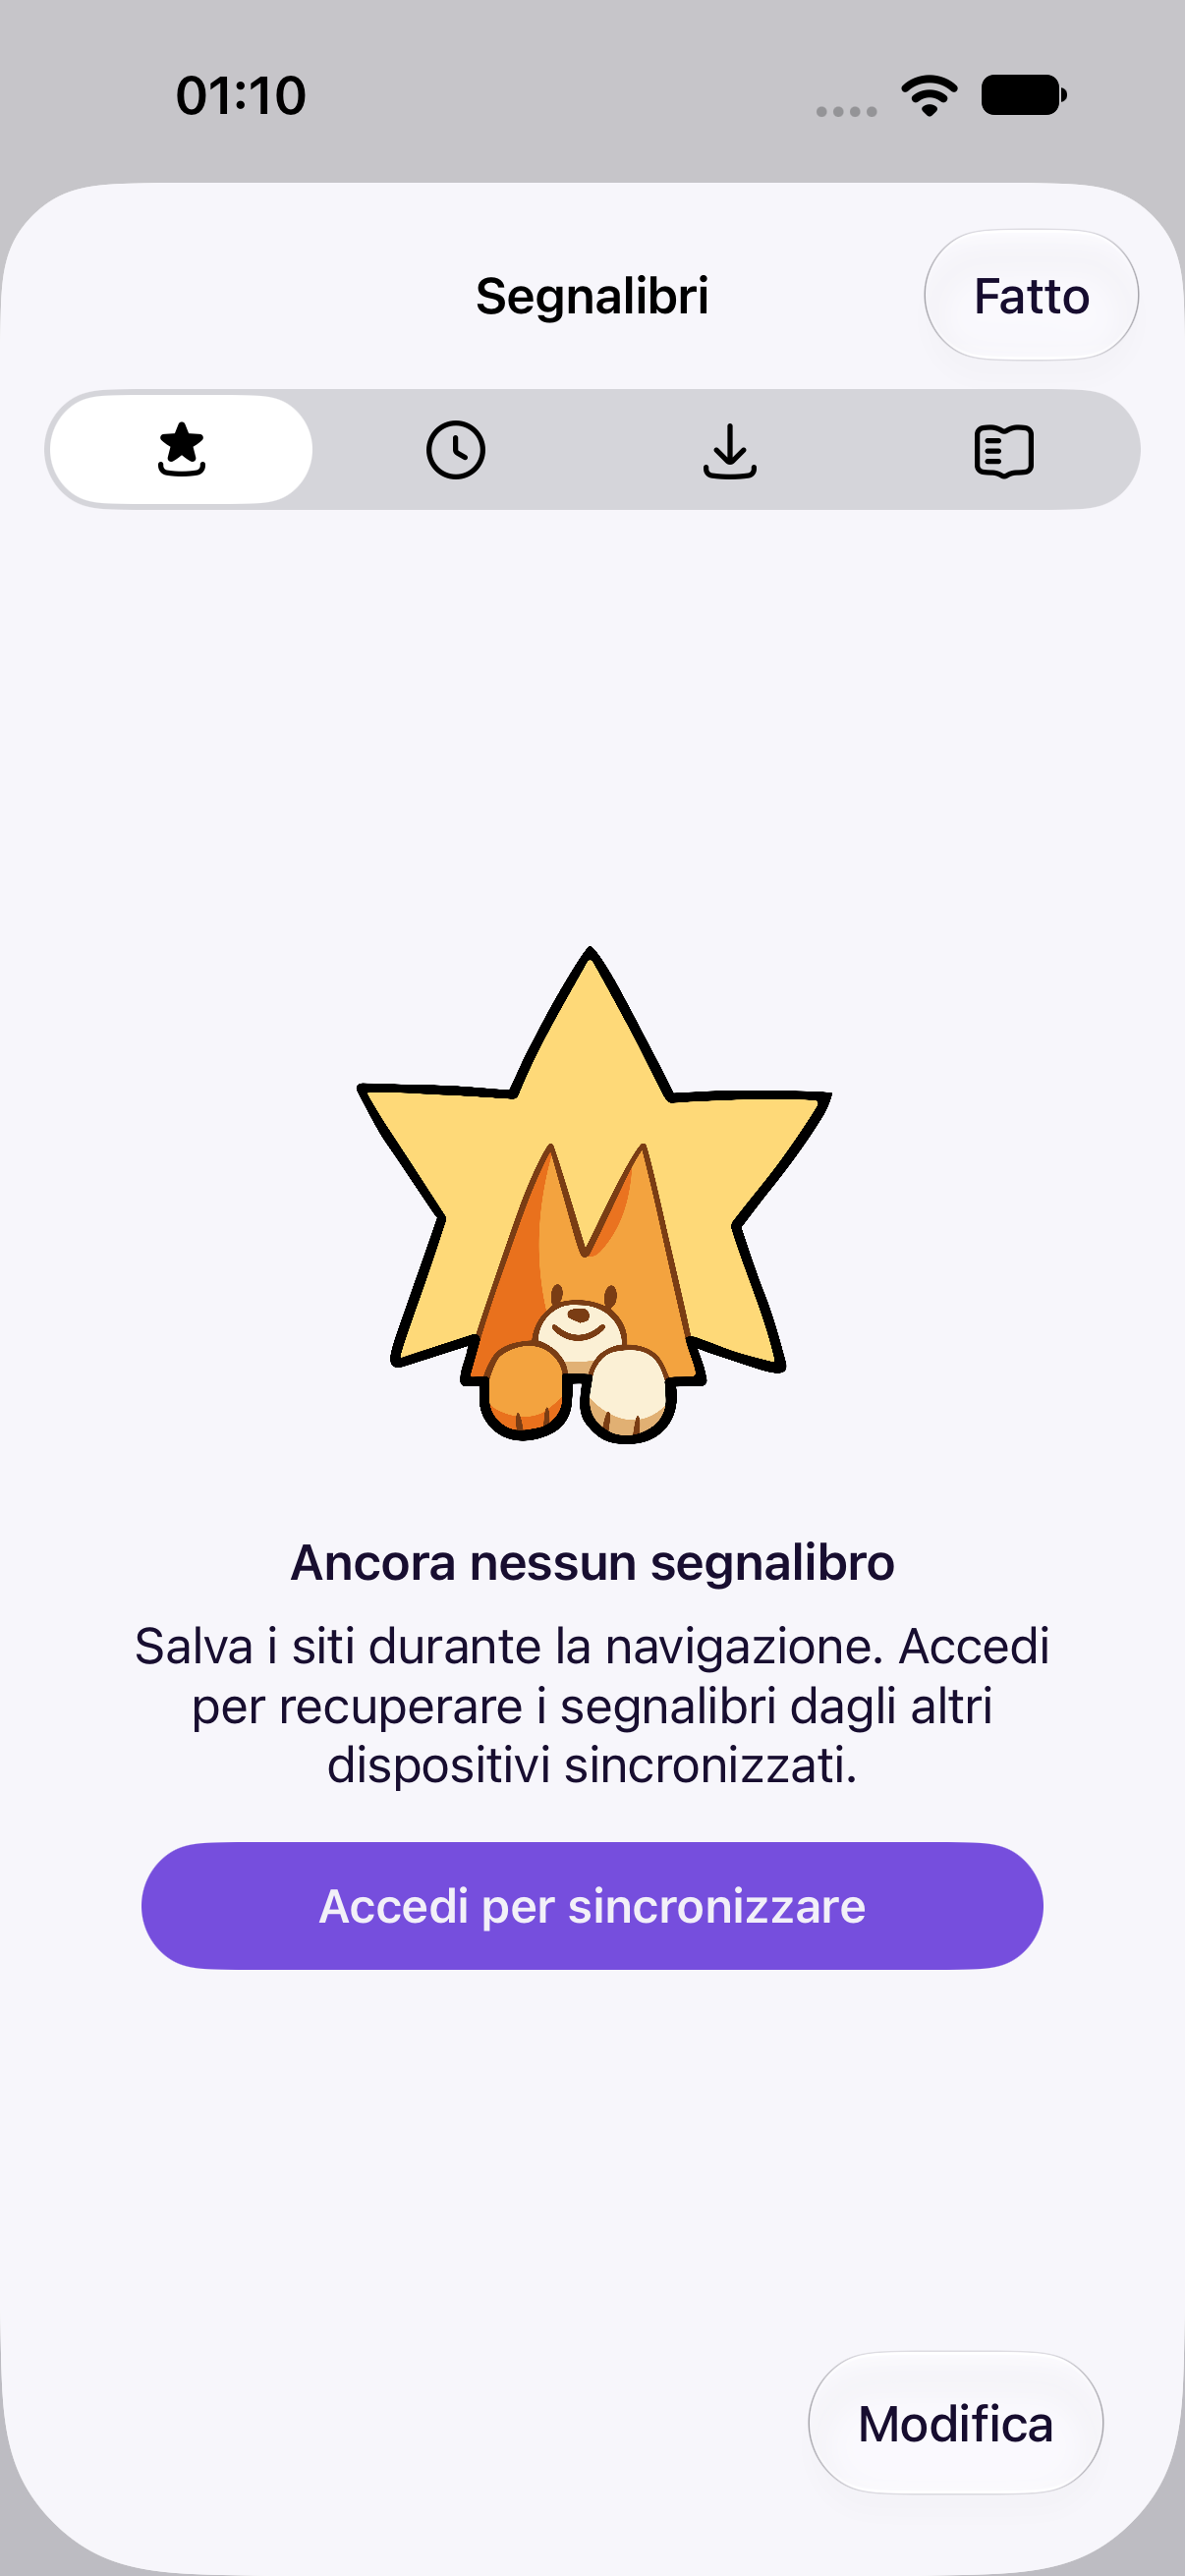 01:10
Segnalibri
Fatto
Ancora nessun segnalibro
Salva i siti durante la navigazione. Accedi
per recuperare i segnalibri dagli altri
dispositivi sincronizzati.
Accedi per sincronizzare
Modifica